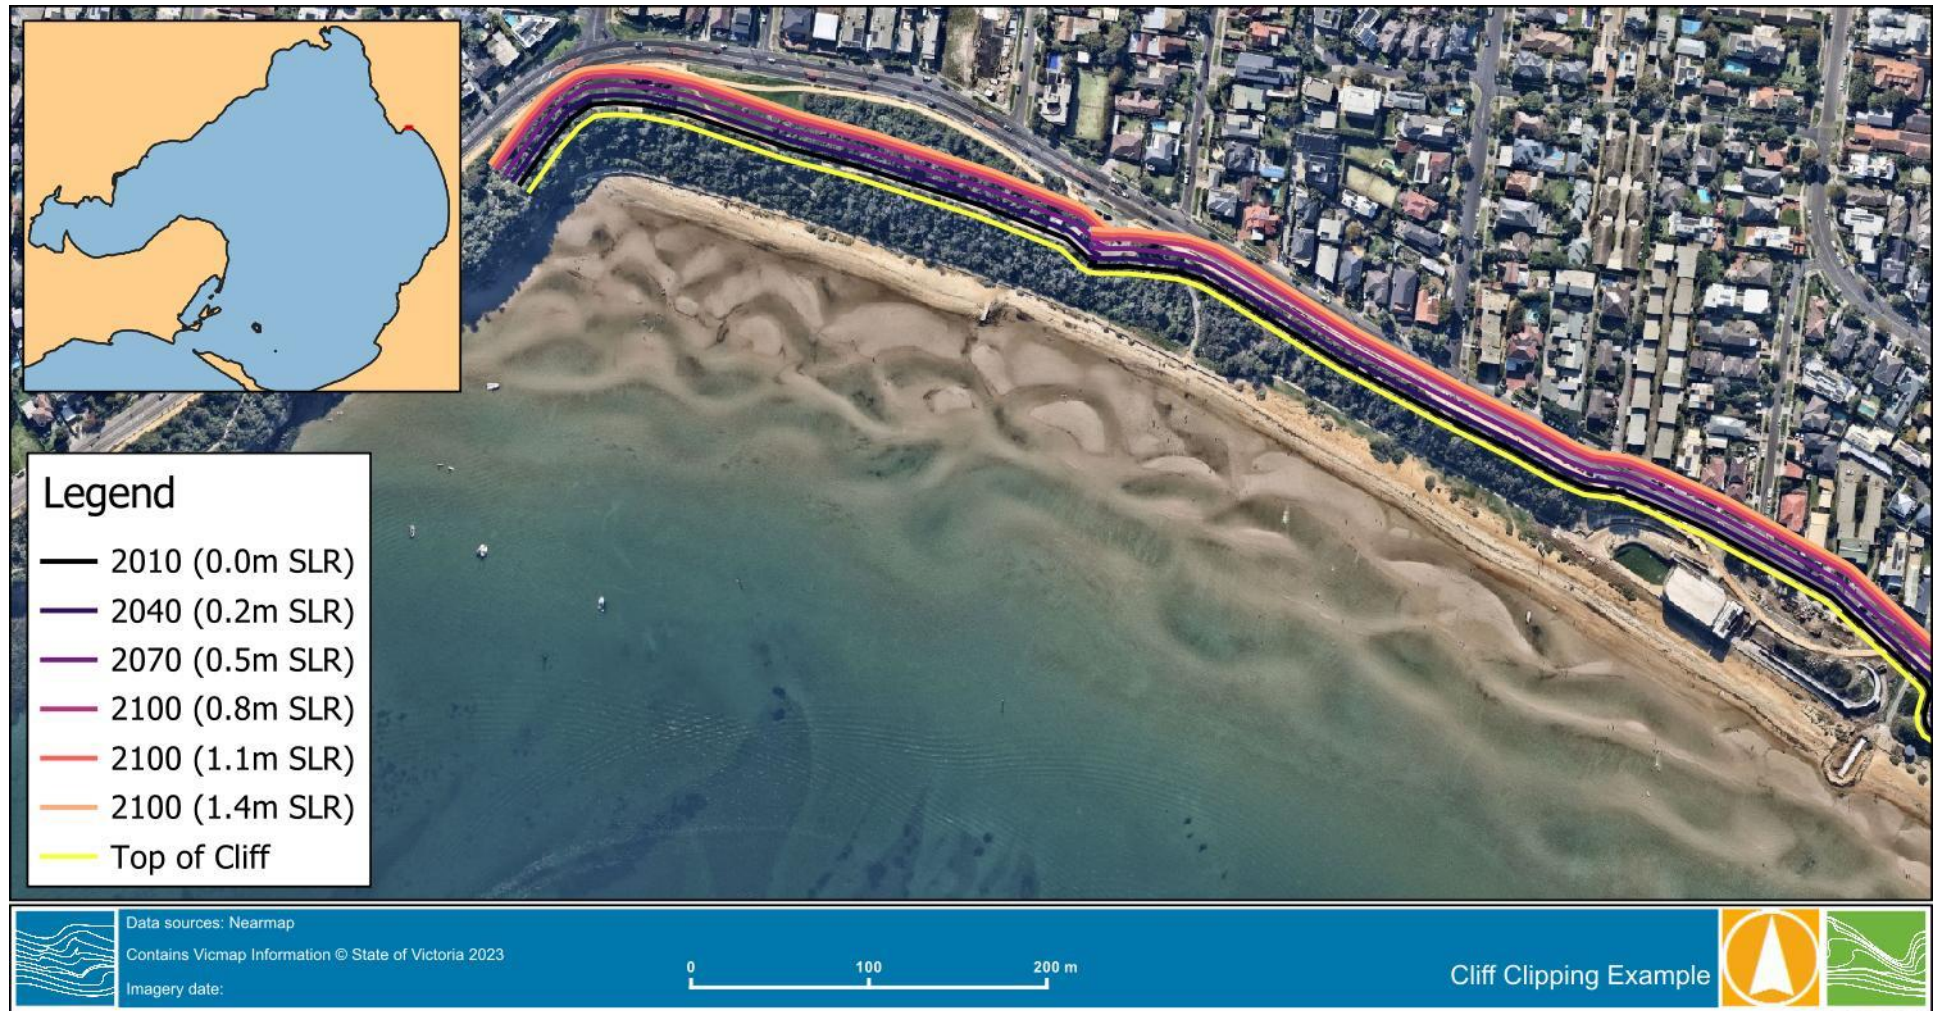 Legend
2010 (0.0m SLR)
2040 (0.2m SLR)
2070 (0.5m SLR)
2100 (0.8m SLR)
2100 (1.1m SLR)
2100 (1.4m SLR)
Top of Cliff
Data sources: Nearmap
Contains Vicmap Information © State of Victoria 2023
Imagery date:
0 100 200 m
Cliff Clipping Example